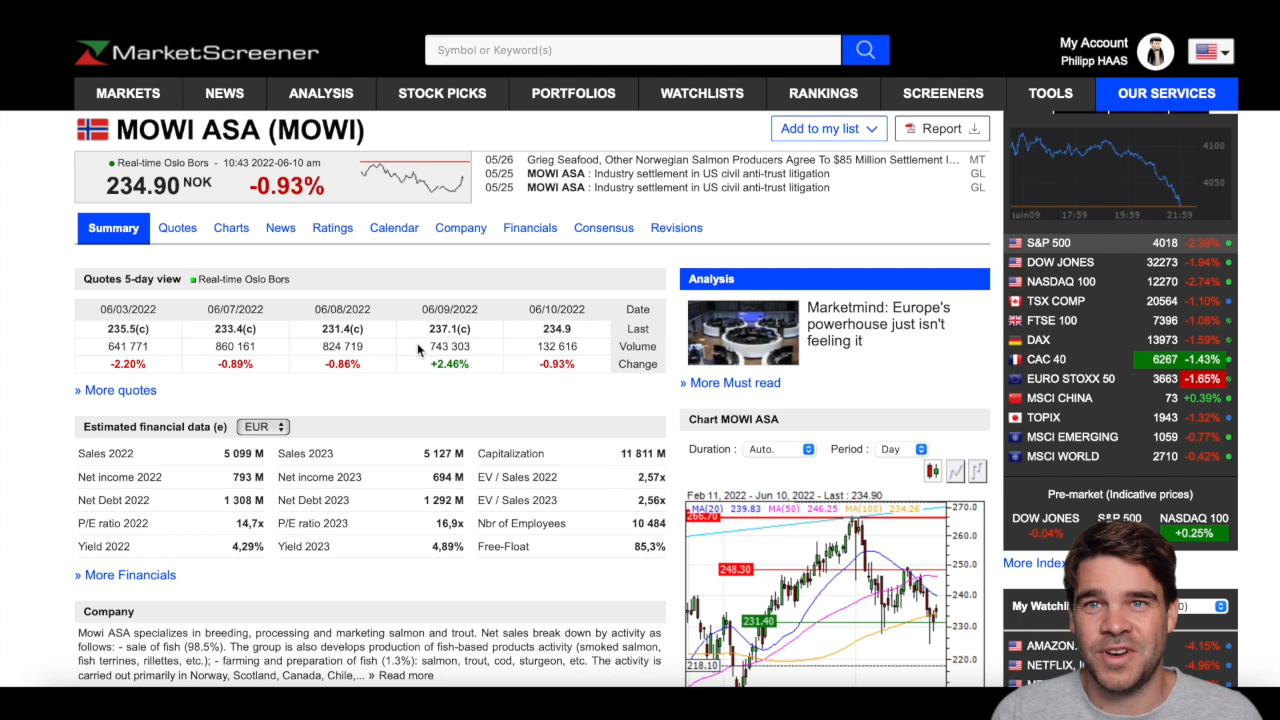 MarketScreener
Symbol or Keyword(s)
My Account
Philipp HAAS
MARKETS NEWS ANALYSIS STOCK PICKS PORTFOLIOS WATCHLISTS RANKINGS SCREENERS TOOLS OUR SERVICES
MOWI ASA (MOWI)
Add to my list
Report
Real-time Oslo Bors - 10:43 2022-06-10 am
234.90 NOK -0.93%
05/26 Grieg Seafood, Other Norwegian Salmon Producers Agree To $85 Million Settlement I... MT
05/25 MOWI ASA : Industry settlement in US civil anti-trust litigation GL
05/25 MOWI ASA : Industry settlement in US civil anti-trust litigation GL
Summary Quotes Charts News Ratings Calendar Company Financials Consensus Revisions
Quotes 5-day view Real-time Oslo Bors
06/03/2022 06/07/2022 06/08/2022 06/09/2022 06/10/2022 Date
235.5(c) 233.4(c) 231.4(c) 237.1(c) 234.9 Last
641 771 860 161 824 719 743 303 132 616 Volume
-2.20% -0.89% -0.86% +2.46% -0.93% Change
» More quotes
Estimated financial data (e) EUR
Sales 2022 5 099 M Sales 2023 5 127 M Capitalization 11 811 M
Net income 2022 793 M Net income 2023 694 M EV / Sales 2022 2,57x
Net Debt 2022 1 308 M Net Debt 2023 1 292 M EV / Sales 2023 2,56x
P/E ratio 2022 14,7x P/E ratio 2023 16,9x Nbr of Employees 10 484
Yield 2022 4,29% Yield 2023 4,89% Free-Float 85,3%
» More Financials
Company
Mowi ASA specializes in breeding, processing and marketing salmon and trout. Net sales break down by activity as
follows: - sale of fish (98.5%). The group is also develods production of fish-based products activity (smoked salmon,
fish terrines, rillettes, etc.); - farming and preparation of fish (1.3%): salmon, trout, cod, sturgeon, etc. The activity is
carried out primarily in Norway, Scotland, Canada, Chile,... » Read more
Analysis
Marketmind: Europe's
powerhouse just isn't
feeling it
» More Must read
Chart MOWI ASA
Duration : Auto. Period : Day
Feb 11, 2022 - Jun 10, 2022 - Last : 234.90
MA(20) 239.83 MA(50) 246.25 MA(100) 234.26
270.0
266.70
260.0
250.0
248.30
240.0
231.40
230.0
220.0
218.10
4100
4050
juin09 17:59 19:59 21:59
S&P 500 4018 -2.38%
DOW JONES 32273 -1.94%
NASDAQ 100 12270 -2.74%
TSX COMP 20564 -1.10%
FTSE 100 7396 -1.08%
DAX 13973 -1.59%
CAC 40 6267 -1.43%
EURO STOXX 50 3663 -1.65%
MSCI CHINA 73 +0.39%
TOPIX 1943 -1.32%
MSCI EMERGING 1059 -0.77%
MSCI WORLD 2710 -0.42%
Pre-market (Indicative prices)
DOW JONES S&P 500 NASDAQ 100
-0.04% +0.25%
More
My
AMAZON. -4.15%
NETFLIX, -4.96%